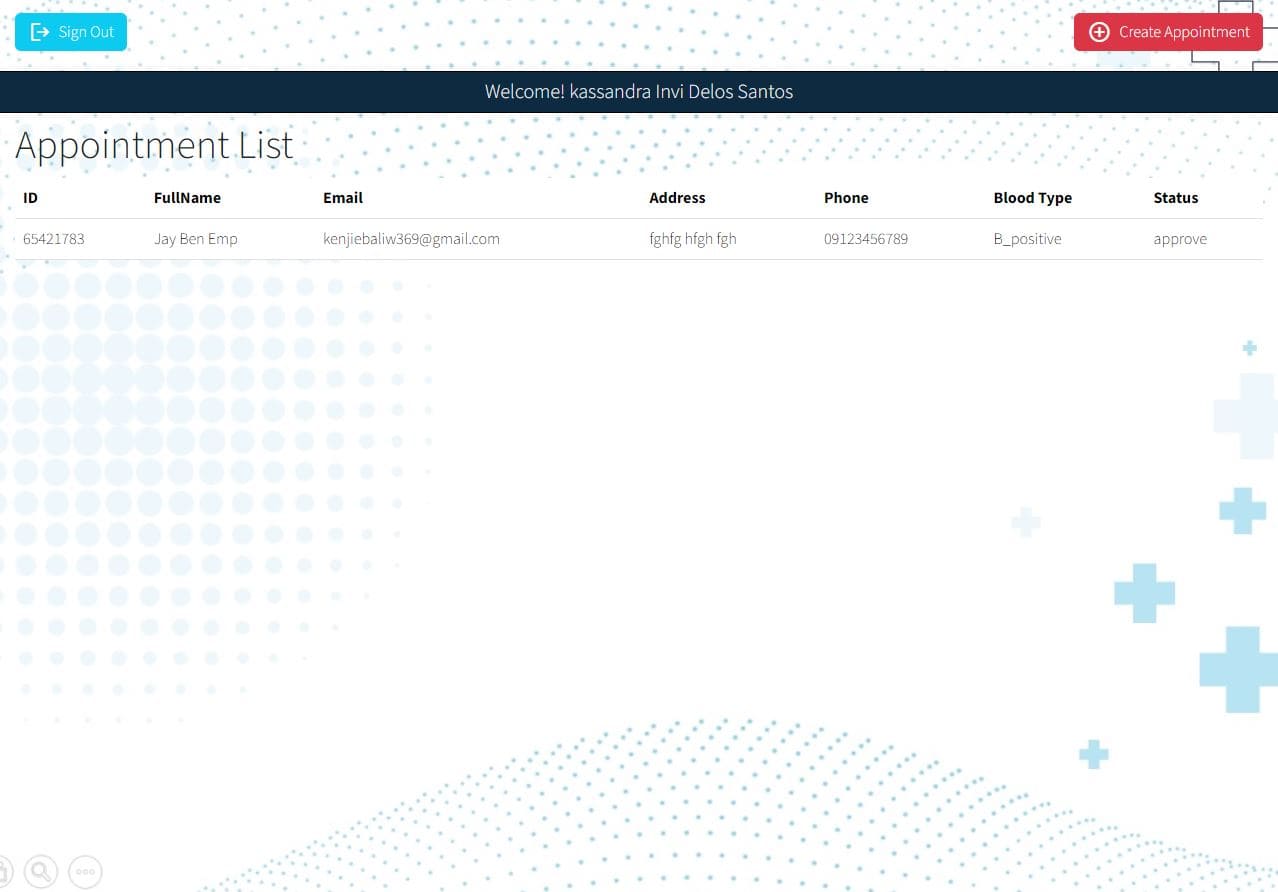 Sign Out
Create Appointment
Welcome! kassandra Invi Delos Santos
Appointment List
ID FullName Email Address Phone Blood Type Status
65421783 Jay Ben Emp kenjiebaliw369@gmail.com fghfg hfgh fgh 09123456789 B_positive approve